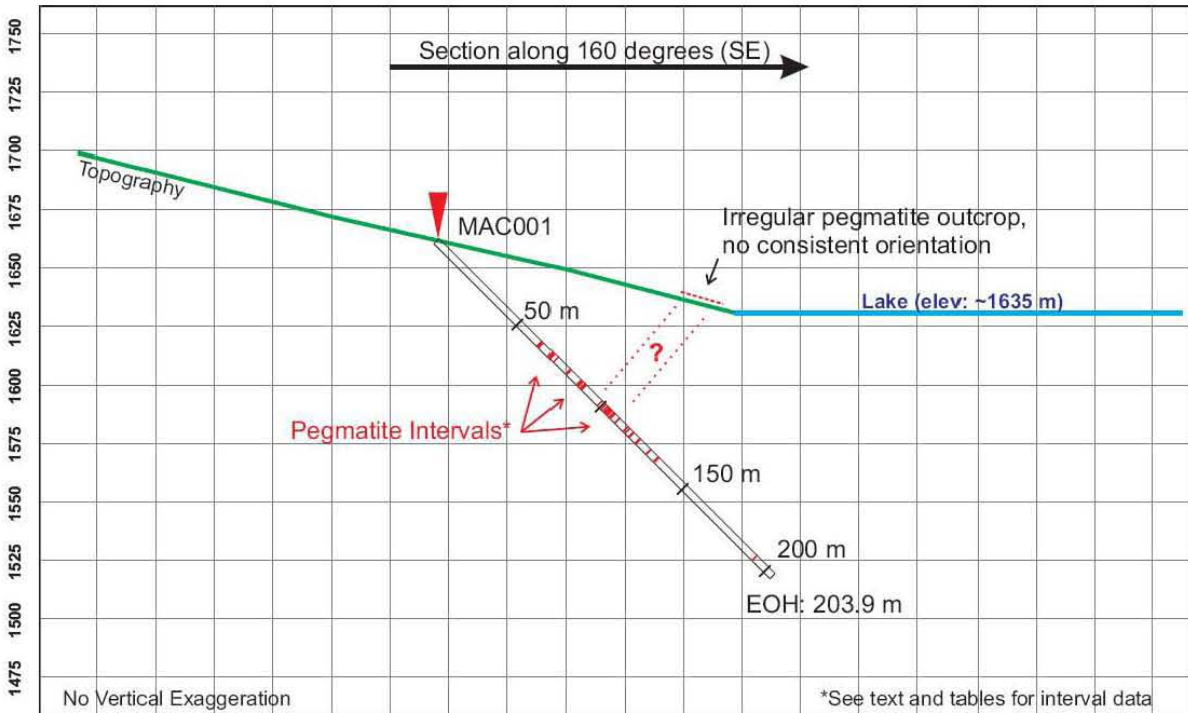 1750
Section along 160 degrees (SE)
1725
1700
Topography
1675
MAC001
Irregular pegmatite outcrop,
no consistent orientation
1650
Lake (elev: ~1635 m)
50 m
1625
?
1600
Pegmatite Intervals*
1575
150 m
1550
200 m
1525
EOH: 203.9 m
1500
1475
No Vertical Exaggeration
*See text and tables for interval data